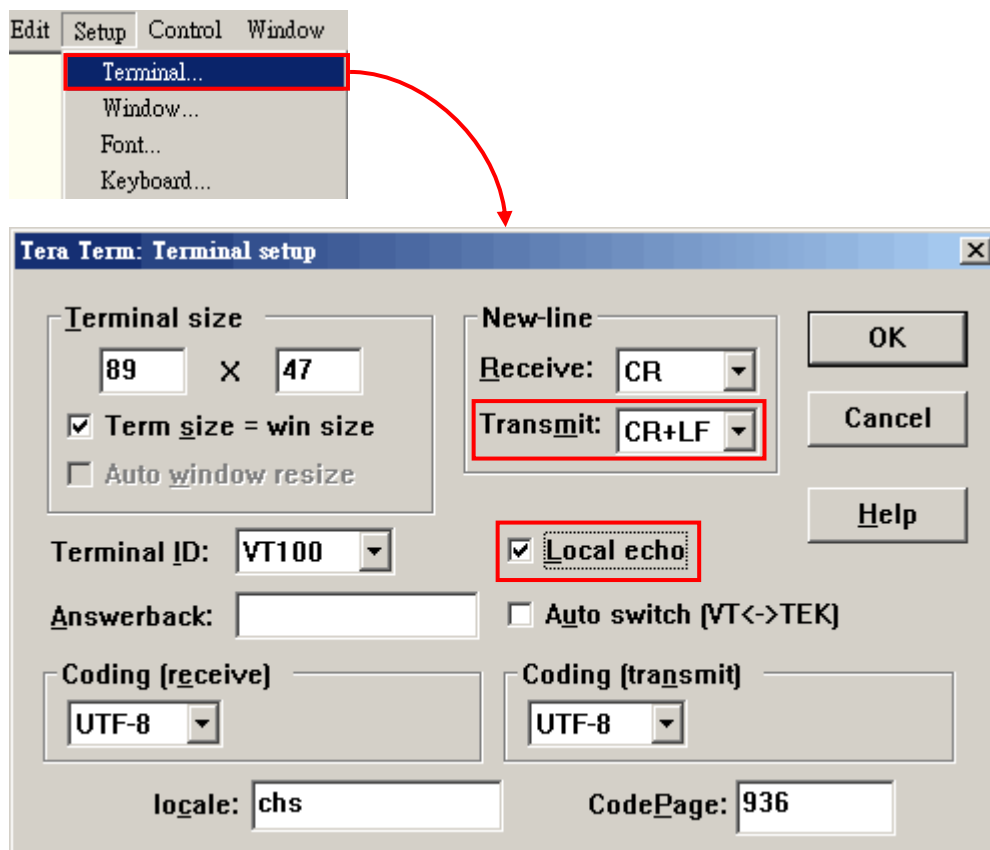 Edit Setup Control Window
Terminal...
Window...
Font...
Keyboard...
Tera Term: Terminal setup
Terminal size
89 X 47
Term size = win size
Auto window resize
New-line
Receive: CR
Transmit: CR+LF
OK
Cancel
Help
Terminal ID: VT100
Local echo
Answerback:
Auto switch (VT<->TEK)
Coding (receive)
UTF-8
Coding (transmit)
UTF-8
locale: chs
CodePage: 936